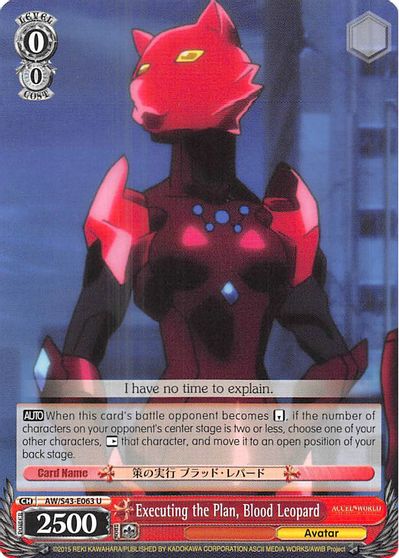 LEVEL
0
0
COST
I have no time to explain.
AUTO When this card's battle opponent becomes, if the number of
characters on your opponent's center stage is two or less, choose one of your
other characters, that character, and move it to an open position of your
back stage.
Card Name 策の実行 ブラッド・レパード
CH AW/S43-E063 U
POWER 2500 SOUL Executing the Plan, Blood Leopard ACCEL WORLD
Avatar
©2015 REKI KAWAHARA/PUBLISHED BY KADOKAWA CORPORATION ASCII MEDIA WORKS/AWIB Project